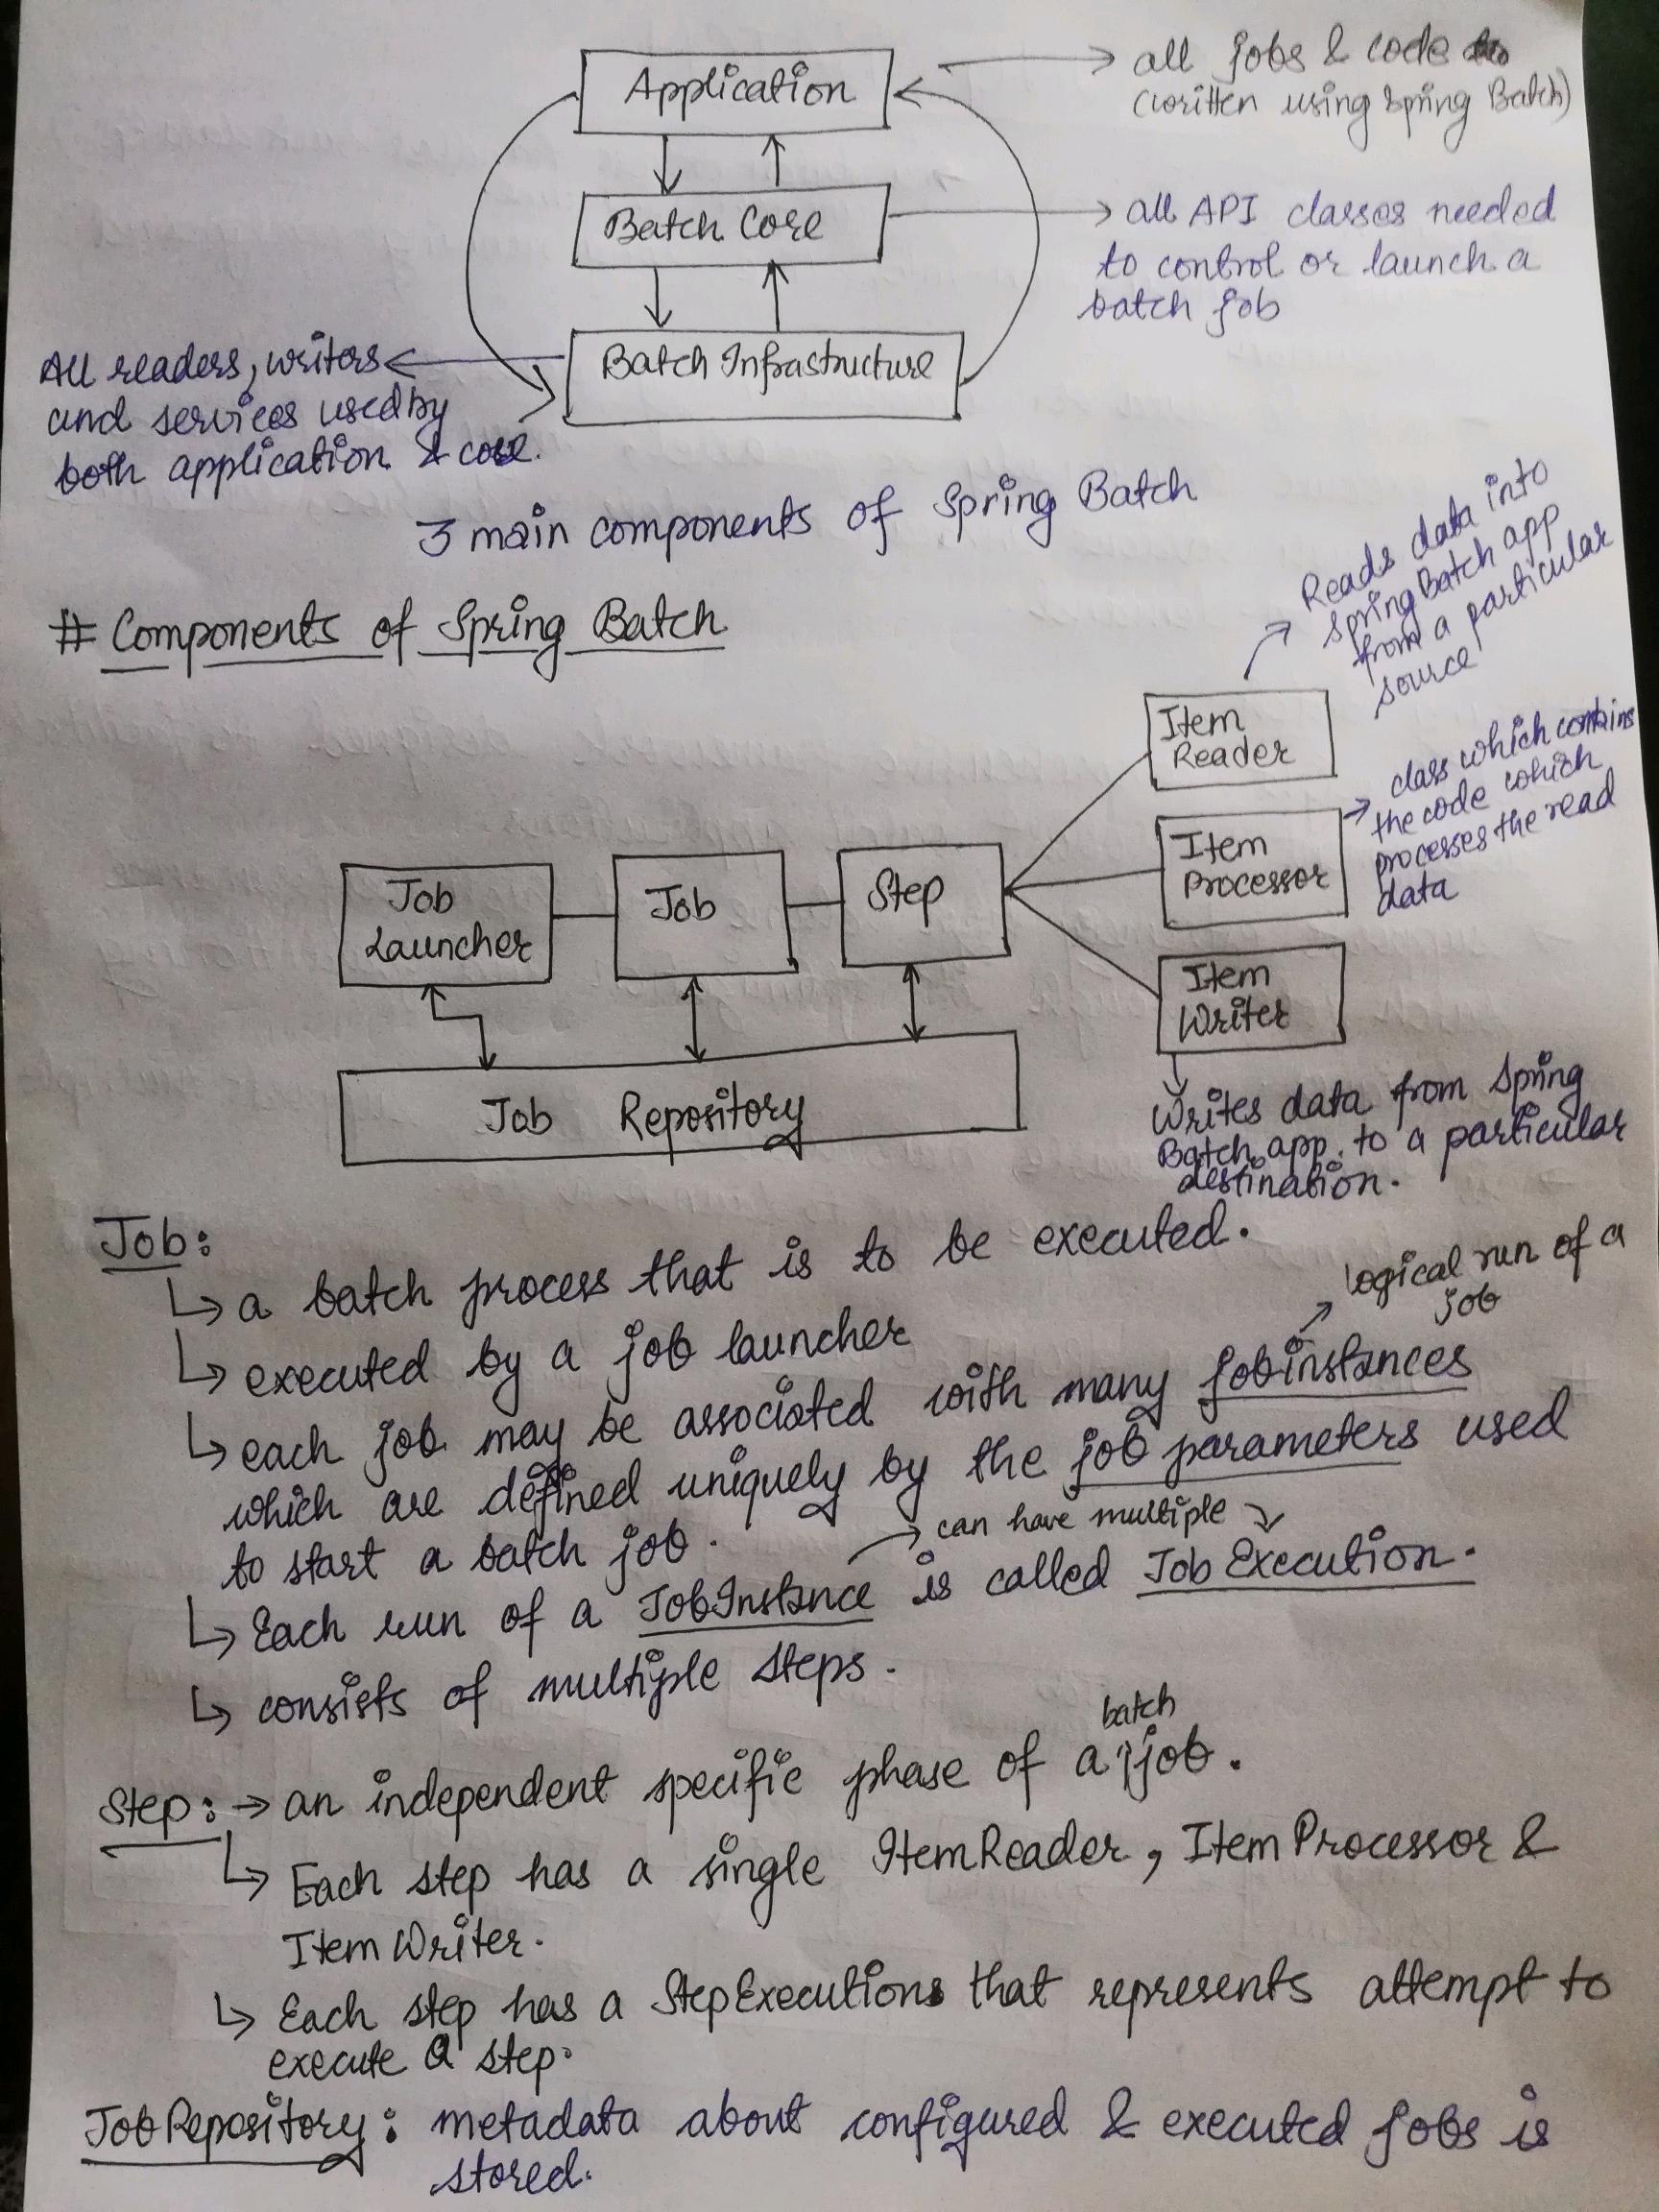 Application
all jobs & code
(written using Spring Batch)
Batch Core
all API classes needed
to control or launch a
batch job
Batch Infrastructure
All readers, writers
and services used by
both application & core.
3 main components of Spring Batch
# Components of Spring Batch
Reads data into
Spring Batch app
from a particular
source
Item
Reader
class which contains
the code which
processes the read
data
Item
Processor
Job
Launcher
Job
Step
Item
Writer
Job Repository
Writes data from Spring
Batch app. to a particular
destination.
Job:
↳ a batch process that is to be executed.
↳ executed by a job launcher
logical run of a
job
↳ each job may be associated with many jobinstances
which are defined uniquely by the job parameters used
to start a batch job.
can have multiple
↳ Each run of a JobInstance is called Job Execution.
↳ consists of multiple steps.
batch
Step: → an independent specific phase of a job.
↳ Each step has a single ItemReader, ItemProcessor &
ItemWriter.
↳ Each step has a StepExecutions that represents attempt to
execute a step.
JobRepository: metadata about configured & executed jobs is
stored.